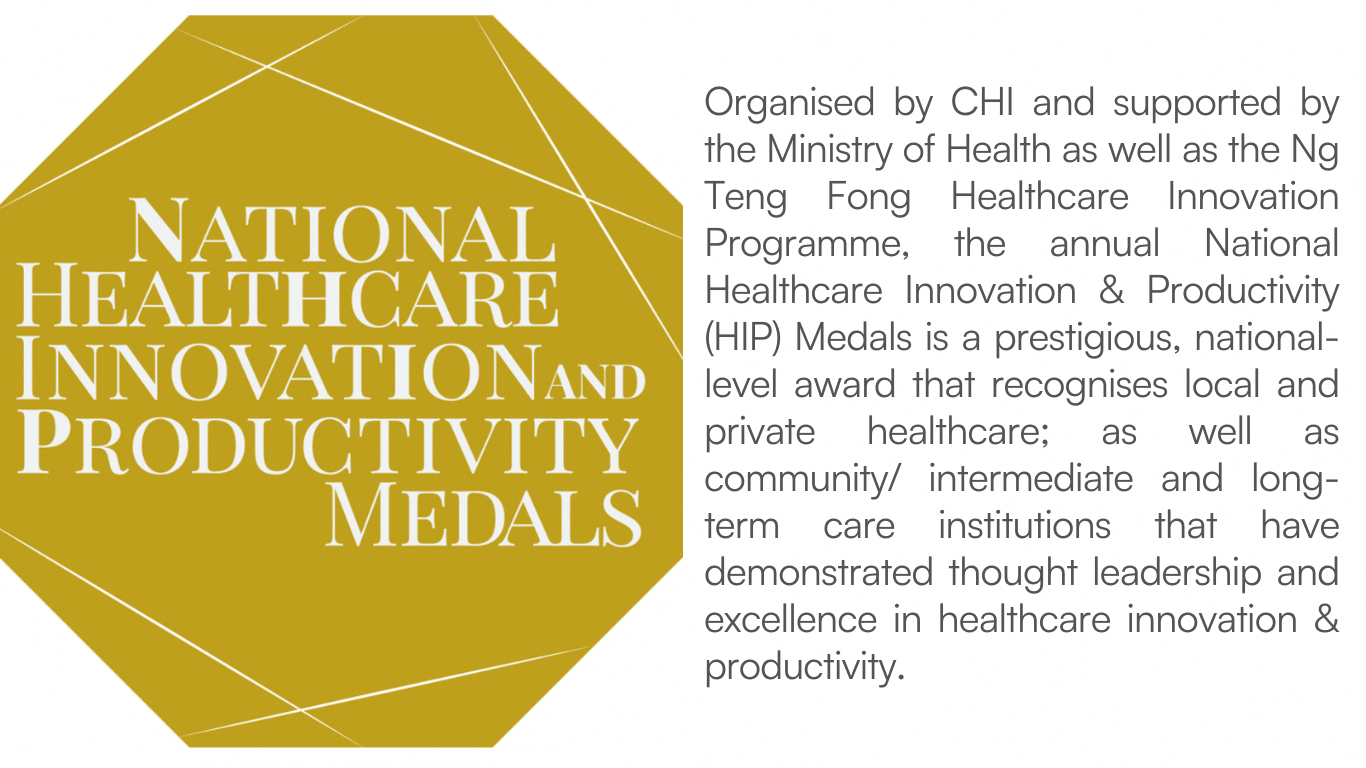 NATIONAL
HEALTHCARE
INNOVATION AND
PRODUCTIVITY
MEDALS
Organised by CHI and supported by
the Ministry of Health as well as the Ng
Teng Fong Healthcare Innovation
Programme, the annual National
Healthcare Innovation & Productivity
(HIP) Medals is a prestigious, national-
level award that recognises local and
private healthcare; as well as
community/ intermediate and long-
term care institutions that have
demonstrated thought leadership and
excellence in healthcare innovation &
productivity.